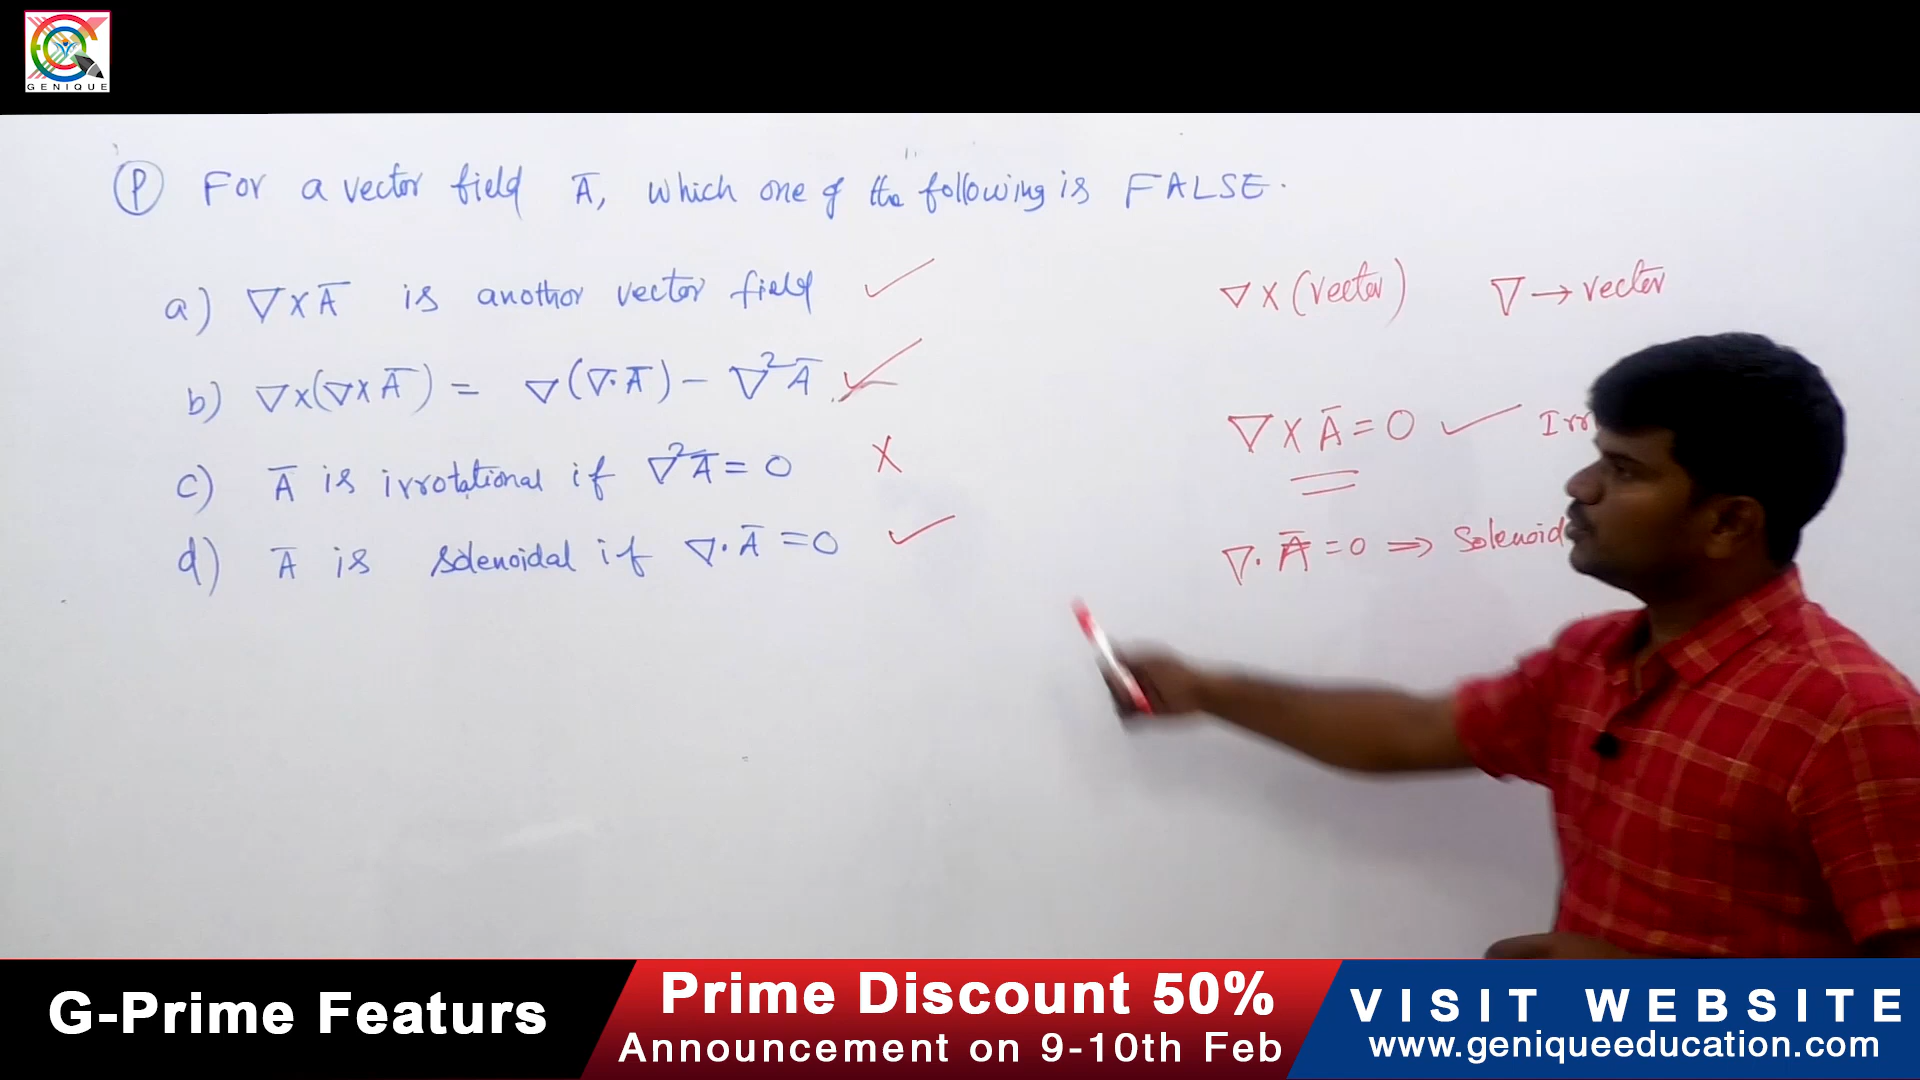 GENIQUE
P For a vector field A̅, which one of the following is FALSE.
a) ∇×A̅ is another vector field ✓
b) ∇×(∇×A̅) = ∇(∇·A̅) - ∇²A̅ ✓
c) A̅ is irrotational if ∇²A̅ = 0 X
d) A̅ is solenoidal if ∇·A̅ = 0 ✓
∇×(vector) ∇→vector
∇×A̅=0 ✓ Irr
∇·A̅=0 ⇒ Solenoid
G-Prime Featurs
Prime Discount 50%
Announcement on 9-10th Feb
VISIT WEBSITE
www.geniqueeducation.com